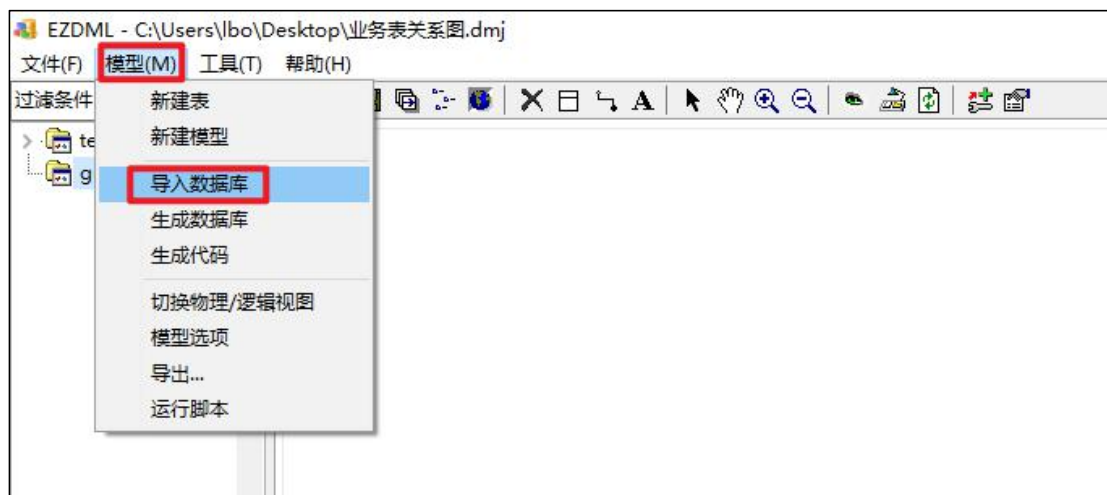 EZDML - C:\Users\lbo\Desktop\业务表关系图.dmj
文件(F) 模型(M) 工具(T) 帮助(H)
过滤条件
新建表
te
新建模型
g
导入数据库
生成数据库
生成代码
切换物理/逻辑视图
模型选项
导出...
运行脚本